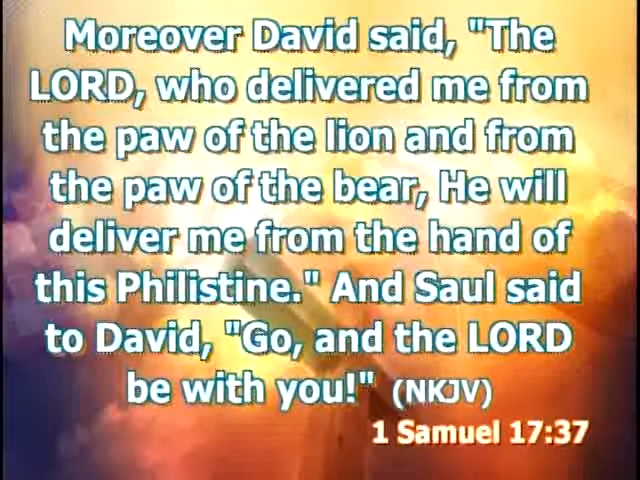 Moreover David said, "The
LORD, who delivered me from
the paw of the lion and from
the paw of the bear, He will
deliver me from the hand of
this Philistine." And Saul said
to David, "Go, and the LORD
be with you!" (NKJV)
1 Samuel 17:37